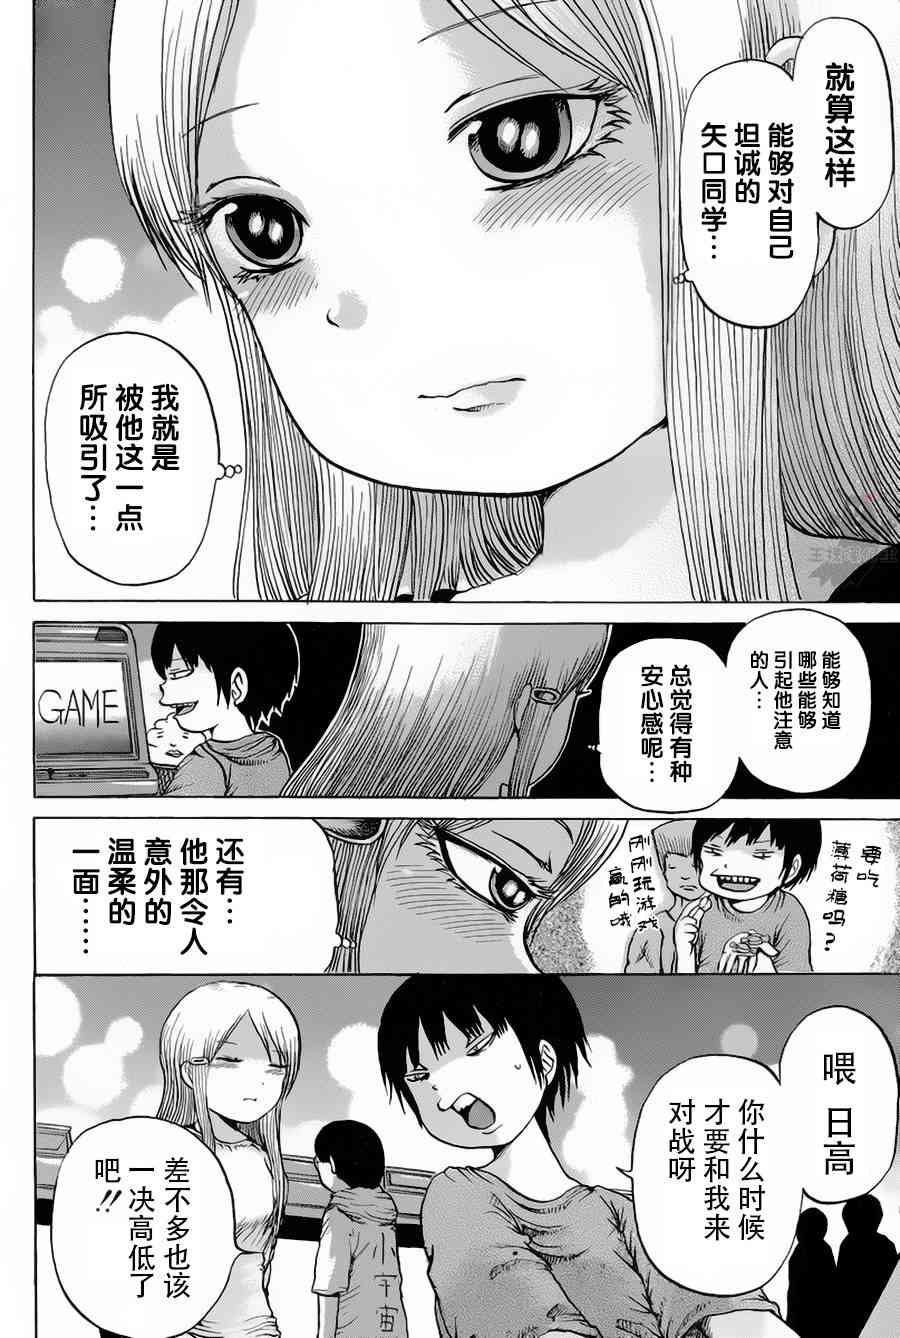 就算这样
能够对自己
坦诚的
矢口同学…
我就是
被他这一点
所吸引了…
能够知道
哪些能够
引起他注意
的人…
总觉得有种
安心感呢…
GAME
要吃
薄荷糖吗?
刚刚玩游戏
赢的哦
还有…
他那令人
意外的
温柔的
一面……
喂 日高
你什么时候
才要和我来
对战呀
差不多也该
一决高低了
吧!!
小宇宙